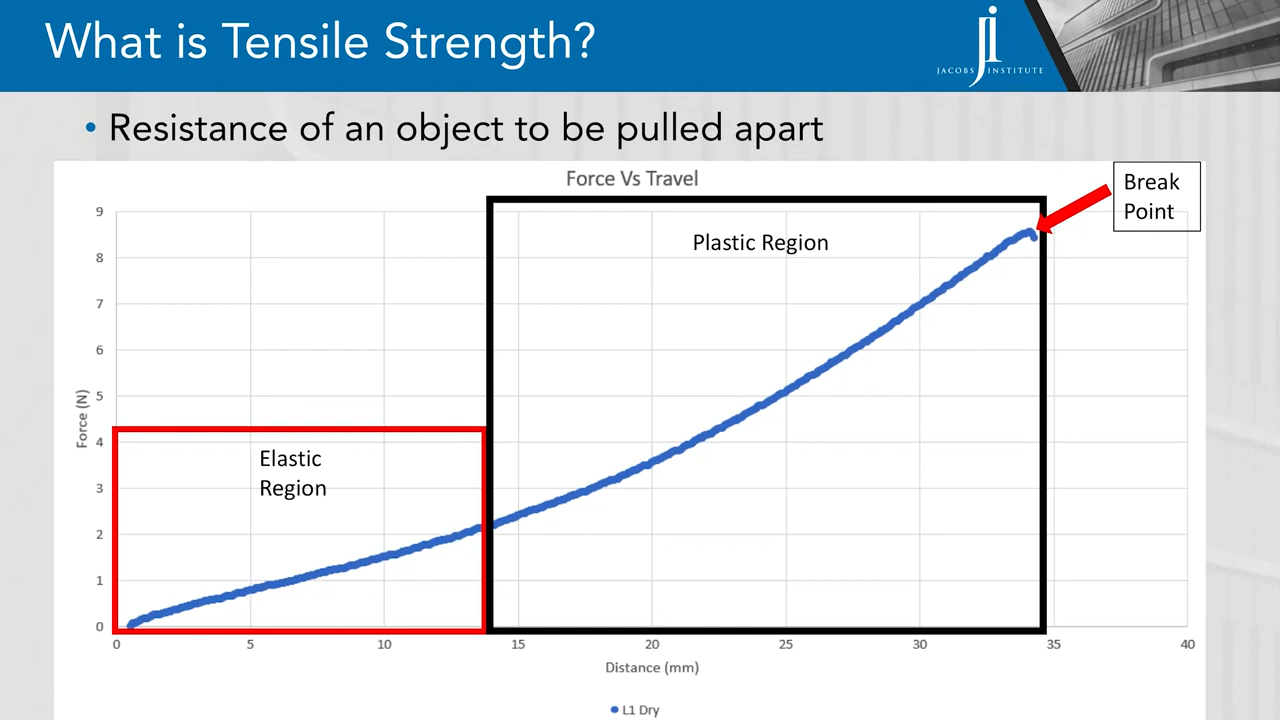 What is Tensile Strength?
JACOBS INSTITUTE
• Resistance of an object to be pulled apart
Force Vs Travel
Break
Point
Plastic Region
Elastic
Region
Force (N)
9
8
7
6
5
4
3
2
1
0
0 5 10 15 20 25 30 35 40
Distance (mm)
L1 Dry